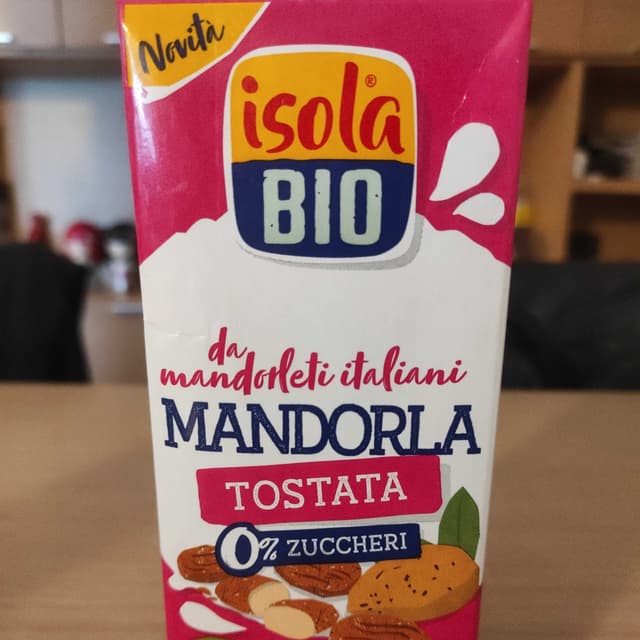 Novità
isola®
BIO
da
mandorleti italiani
MANDORLA
TOSTATA
0% ZUCCHERI